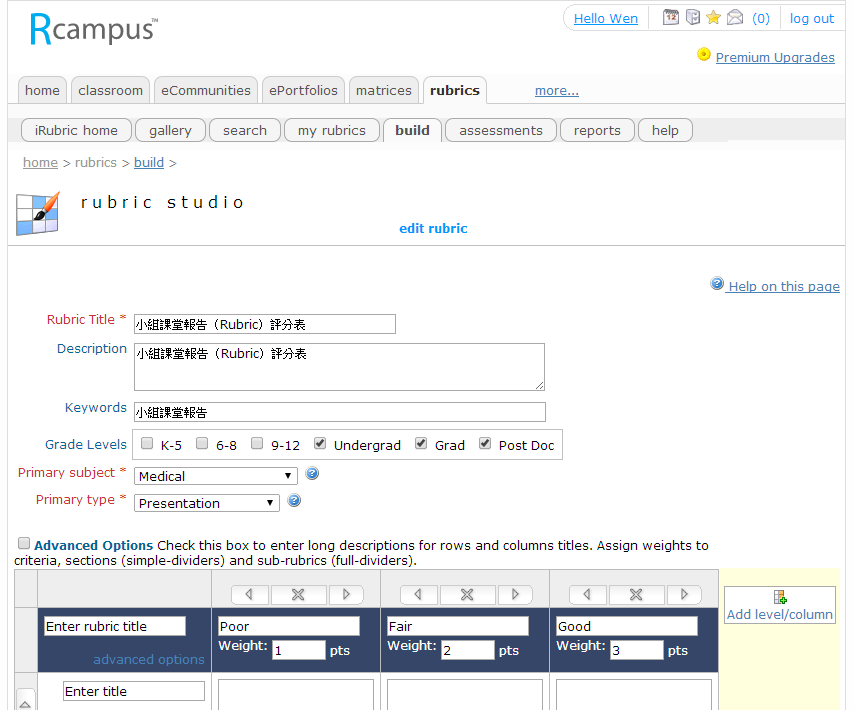 Rcampus™
Hello Wen
12
(0)
log out
Premium Upgrades
home
classroom
eCommunities
ePortfolios
matrices
rubrics
more...
iRubric home
gallery
search
my rubrics
build
assessments
reports
help
home > rubrics > build >
rubric studio
edit rubric
Help on this page
Rubric Title *
小組課堂報告（Rubric）評分表
Description
小組課堂報告（Rubric）評分表
Keywords
小組課堂報告
Grade Levels
K-5
6-8
9-12
Undergrad
Grad
Post Doc
Primary subject *
Medical
Primary type *
Presentation
Advanced Options Check this box to enter long descriptions for rows and columns titles. Assign weights to
criteria, sections (simple-dividers) and sub-rubrics (full-dividers).
Add level/column
Enter rubric title
advanced options
Poor
Weight: 1 pts
Fair
Weight: 2 pts
Good
Weight: 3 pts
Enter title